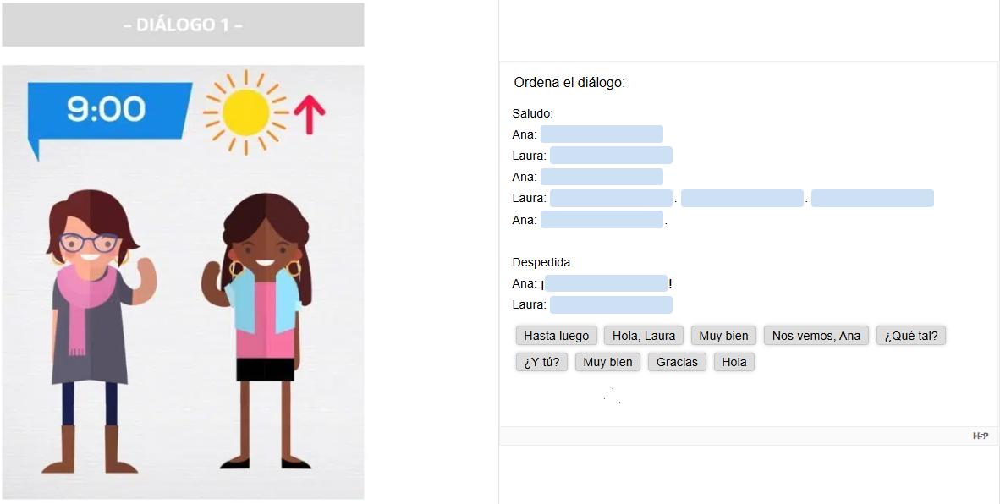 – DIÁLOGO 1 –
9:00
Ordena el diálogo:
Saludo:
Ana:
Laura:
Ana:
Laura: . .
Ana: .
Despedida
Ana: ¡ !
Laura:
Hasta luego Hola, Laura Muy bien Nos vemos, Ana ¿Qué tal?
¿Y tú? Muy bien Gracias Hola
H5P